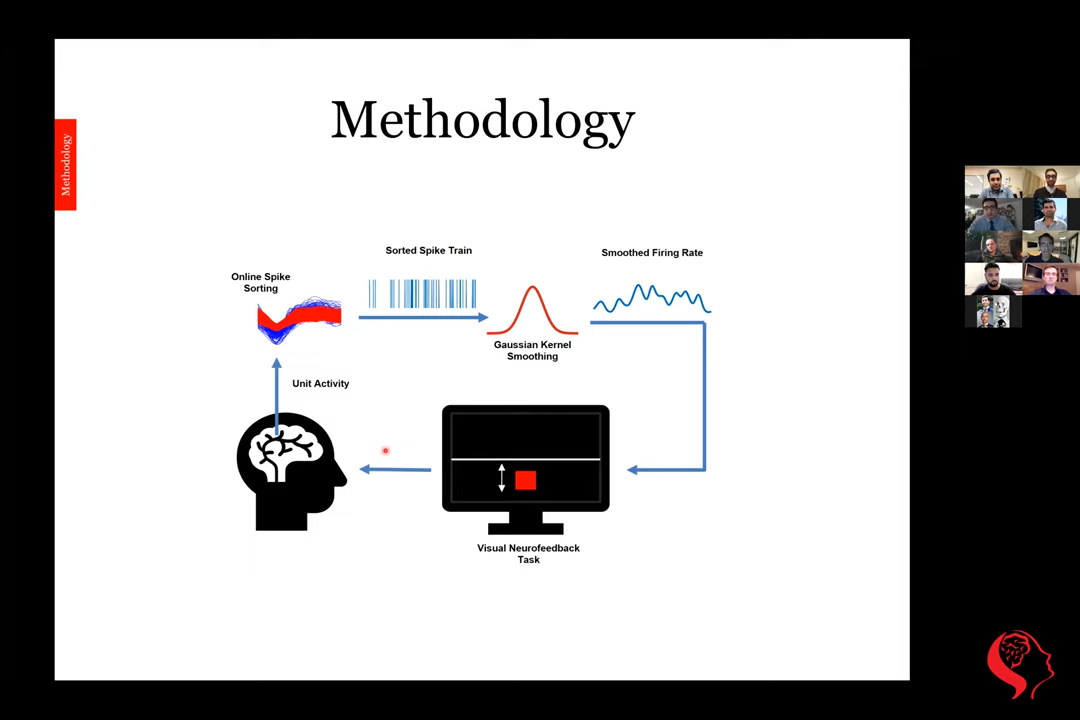 Methodology
Methodology
Sorted Spike Train
Smoothed Firing Rate
Online Spike
Sorting
Gaussian Kernel
Smoothing
Unit Activity
Visual Neurofeedback
Task